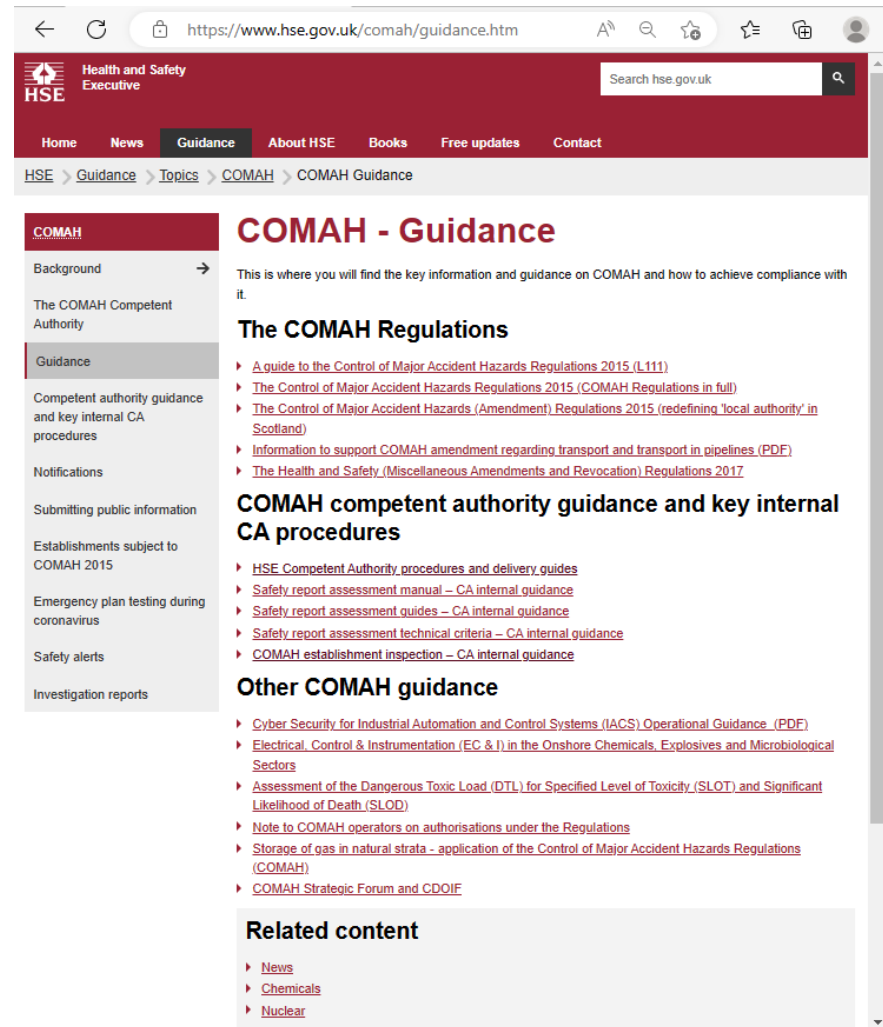 https://www.hse.gov.uk/comah/guidance.htm
HSE
Health and Safety
Executive
Search hse.gov.uk
Home News Guidance About HSE Books Free updates Contact
HSE Guidance Topics COMAH COMAH Guidance
COMAH
Background
The COMAH Competent
Authority
Guidance
Competent authority guidance
and key internal CA
procedures
Notifications
Submitting public information
Establishments subject to
COMAH 2015
Emergency plan testing during
coronavirus
Safety alerts
Investigation reports
COMAH - Guidance
This is where you will find the key information and guidance on COMAH and how to achieve compliance with
it.
The COMAH Regulations
A guide to the Control of Major Accident Hazards Regulations 2015 (L111)
The Control of Major Accident Hazards Regulations 2015 (COMAH Regulations in full)
The Control of Major Accident Hazards (Amendment) Regulations 2015 (redefining 'local authority' in
Scotland)
Information to support COMAH amendment regarding transport and transport in pipelines (PDF)
The Health and Safety (Miscellaneous Amendments and Revocation) Regulations 2017
COMAH competent authority guidance and key internal
CA procedures
HSE Competent Authority procedures and delivery guides
Safety report assessment manual – CA internal guidance
Safety report assessment guides – CA internal guidance
Safety report assessment technical criteria – CA internal guidance
COMAH establishment inspection – CA internal guidance
Other COMAH guidance
Cyber Security for Industrial Automation and Control Systems (IACS) Operational Guidance (PDF)
Electrical, Control & Instrumentation (EC & I) in the Onshore Chemicals, Explosives and Microbiological
Sectors
Assessment of the Dangerous Toxic Load (DTL) for Specified Level of Toxicity (SLOT) and Significant
Likelihood of Death (SLOD)
Note to COMAH operators on authorisations under the Regulations
Storage of gas in natural strata - application of the Control of Major Accident Hazards Regulations
(COMAH)
COMAH Strategic Forum and CDOIF
Related content
News
Chemicals
Nuclear